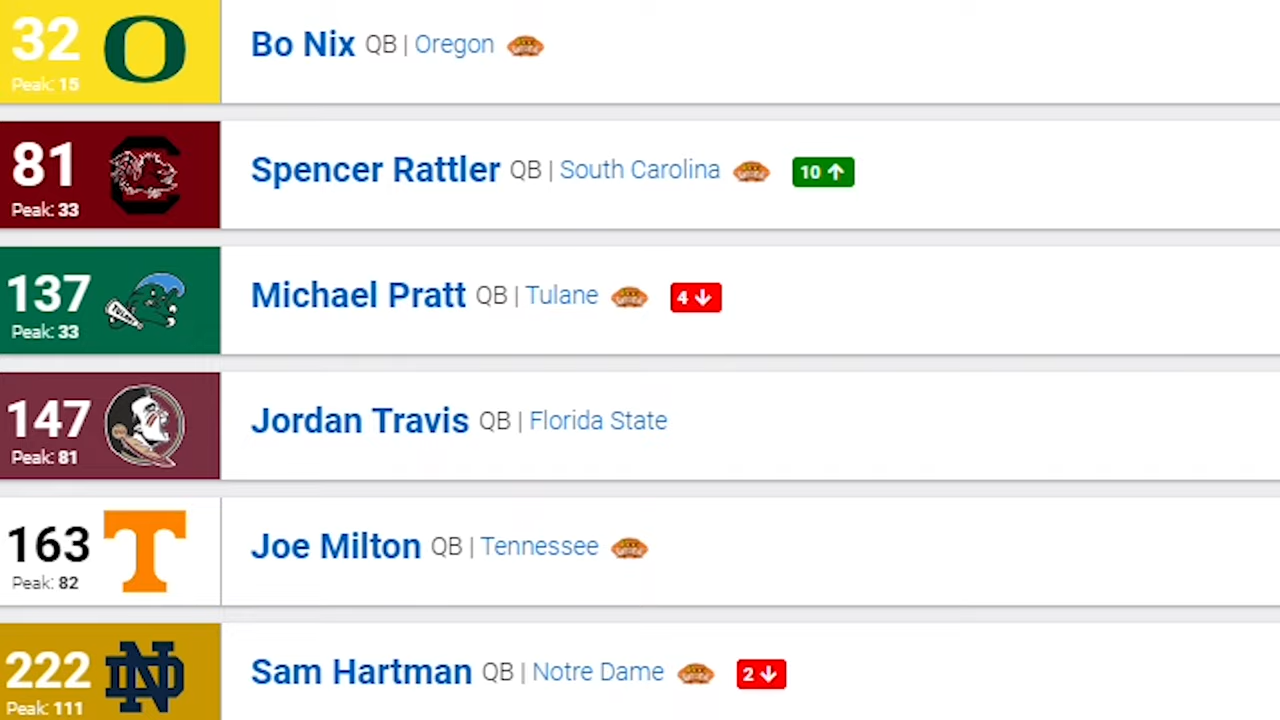 32
Peak: 15
Bo Nix QB | Oregon
81
Peak: 33
Spencer Rattler QB | South Carolina 10 ↑
137
Peak: 33
TULANE
Michael Pratt QB | Tulane 4 ↓
147
Peak: 81
Jordan Travis QB | Florida State
163
Peak: 82
T
Joe Milton QB | Tennessee
222
Peak: 111
ND
Sam Hartman QB | Notre Dame 2 ↓